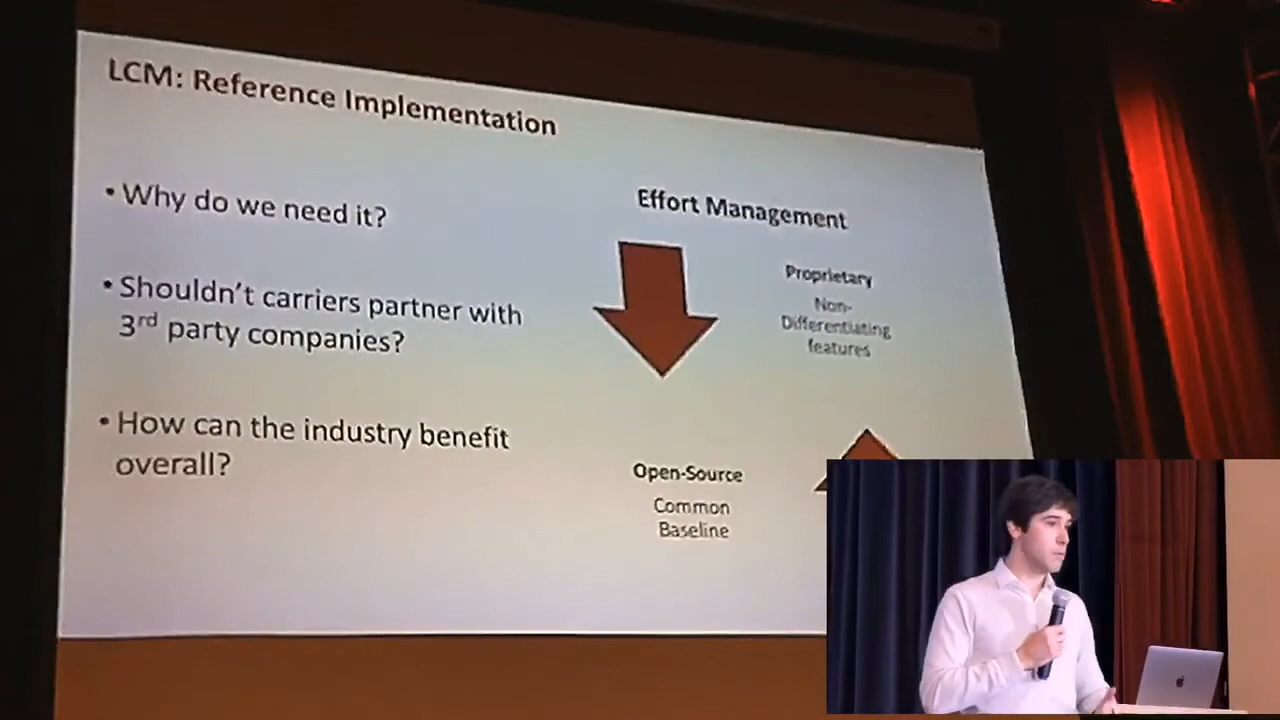 LCM: Reference Implementation
• Why do we need it?
• Shouldn't carriers partner with
3rd party companies?
• How can the industry benefit
overall?
Effort Management
Proprietary
Non-
Differentiating
features
Open-Source
Common
Baseline